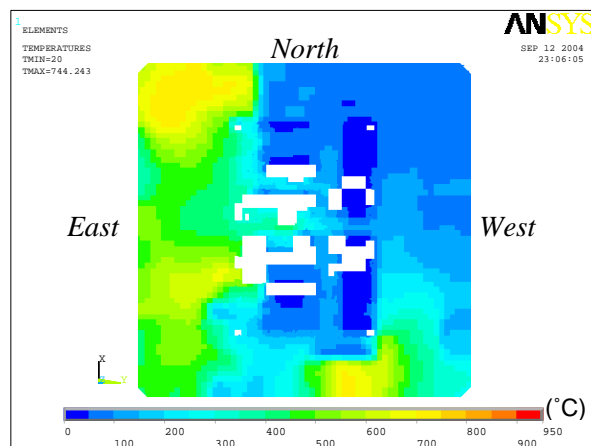 1
ELEMENTS
TEMPERATURES
TMIN=20
TMAX=744.243
ANSYS
SEP 12 2004
23:06:05
North
East
West
X
Z Y
(°C)
0 200 400 600 800 950
100 300 500 700 900